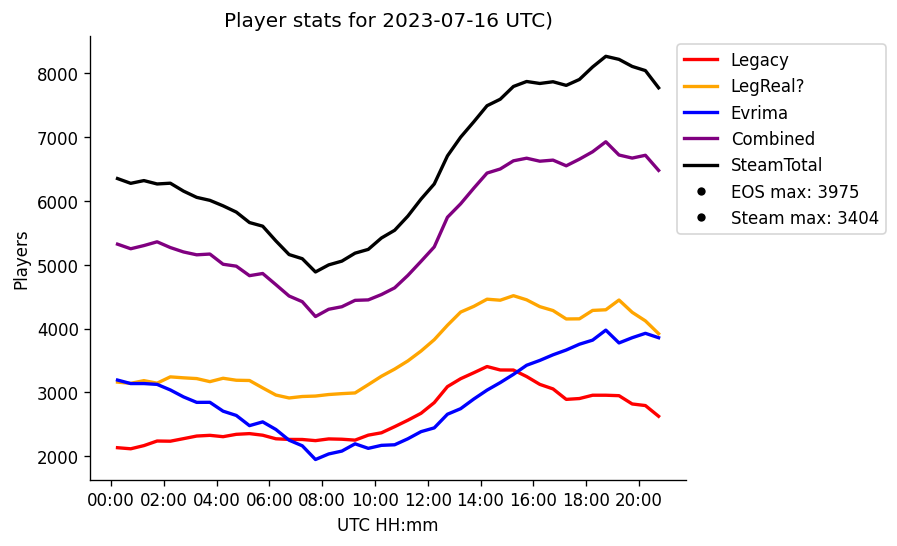 Player stats for 2023-07-16 UTC)
Legacy
LegReal?
Evrima
Combined
SteamTotal
EOS max: 3975
Steam max: 3404
Players
8000
7000
6000
5000
4000
3000
2000
00:00 02:00 04:00 06:00 08:00 10:00 12:00 14:00 16:00 18:00 20:00
UTC HH:mm